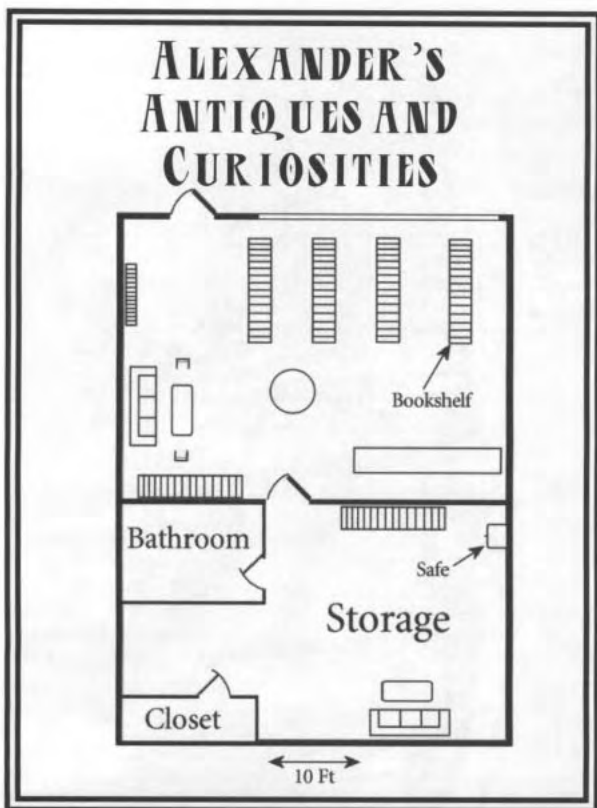 ALEXANDER'S
ANTIQUES AND
CURIOSITIES
Bookshelf
Bathroom
Safe
Storage
Closet
10 Ft